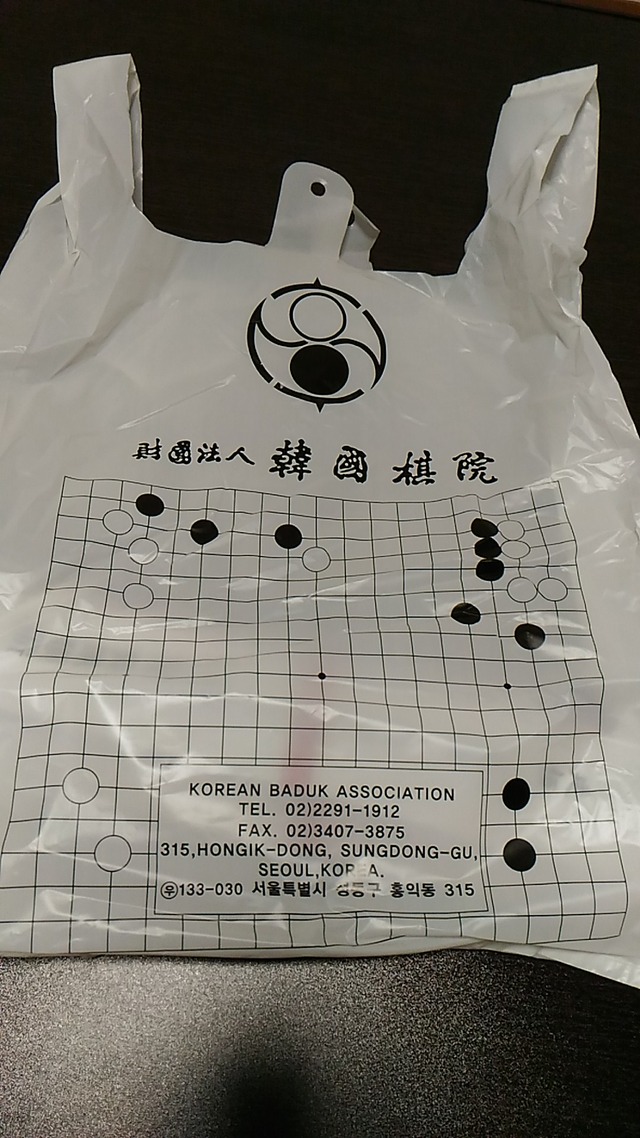 財團法人 韓國棋院
KOREAN BADUK ASSOCIATION
TEL. 02)2291-1912
FAX. 02)3407-3875
315,HONGIK-DONG, SUNGDONG-GU,
SEOUL,KOREA.
㉾133-030 서울특별시 성동구 홍익동 315